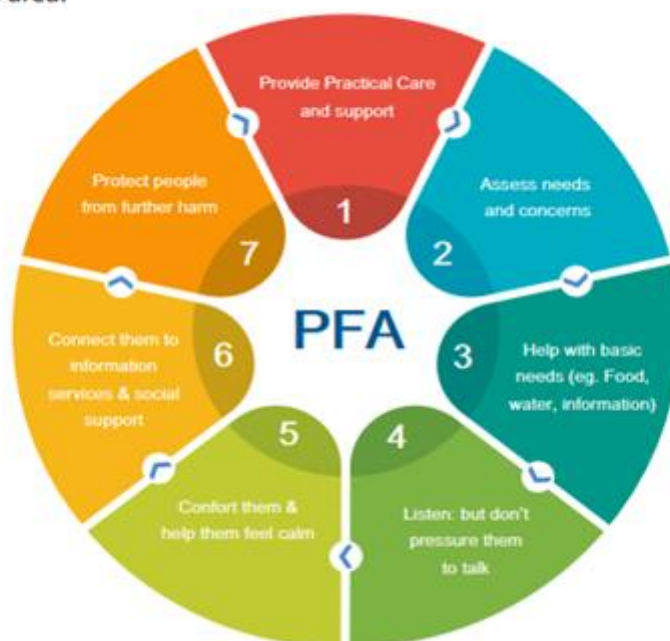 Provide Practical Care
and support
1
Assess needs
and concerns
2
Help with basic
needs (eg. Food,
water, information)
3
Listen: but don't
pressure them
to talk
4
Confort them &
help them feel calm
5
Connect them to
information
services & social
support
6
Protect people
from further harm
7
PFA